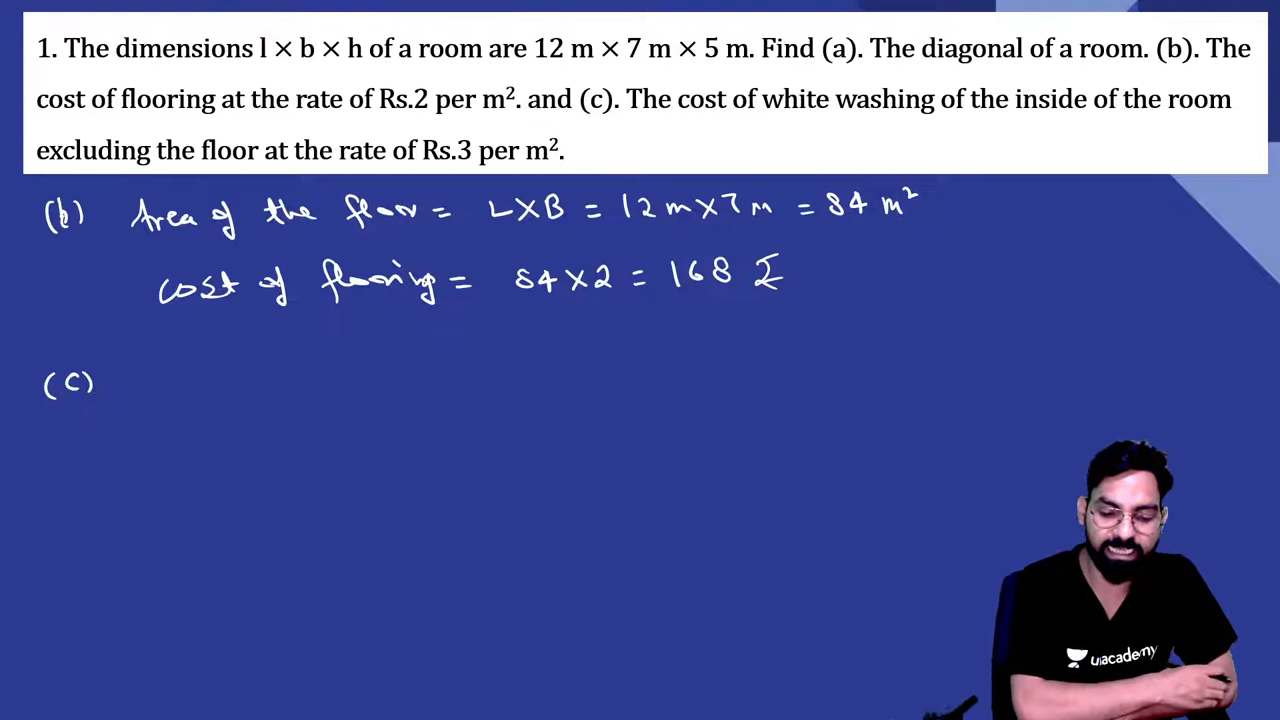 1. The dimensions l × b × h of a room are 12 m × 7 m × 5 m. Find (a). The diagonal of a room. (b). The
cost of flooring at the rate of Rs.2 per m². and (c). The cost of white washing of the inside of the room
excluding the floor at the rate of Rs.3 per m².
(b) Area of the floor = L×B = 12 m×7 m = 84 m²
cost of flooring = 84×2 = 168 ₹
(C)
unacademy